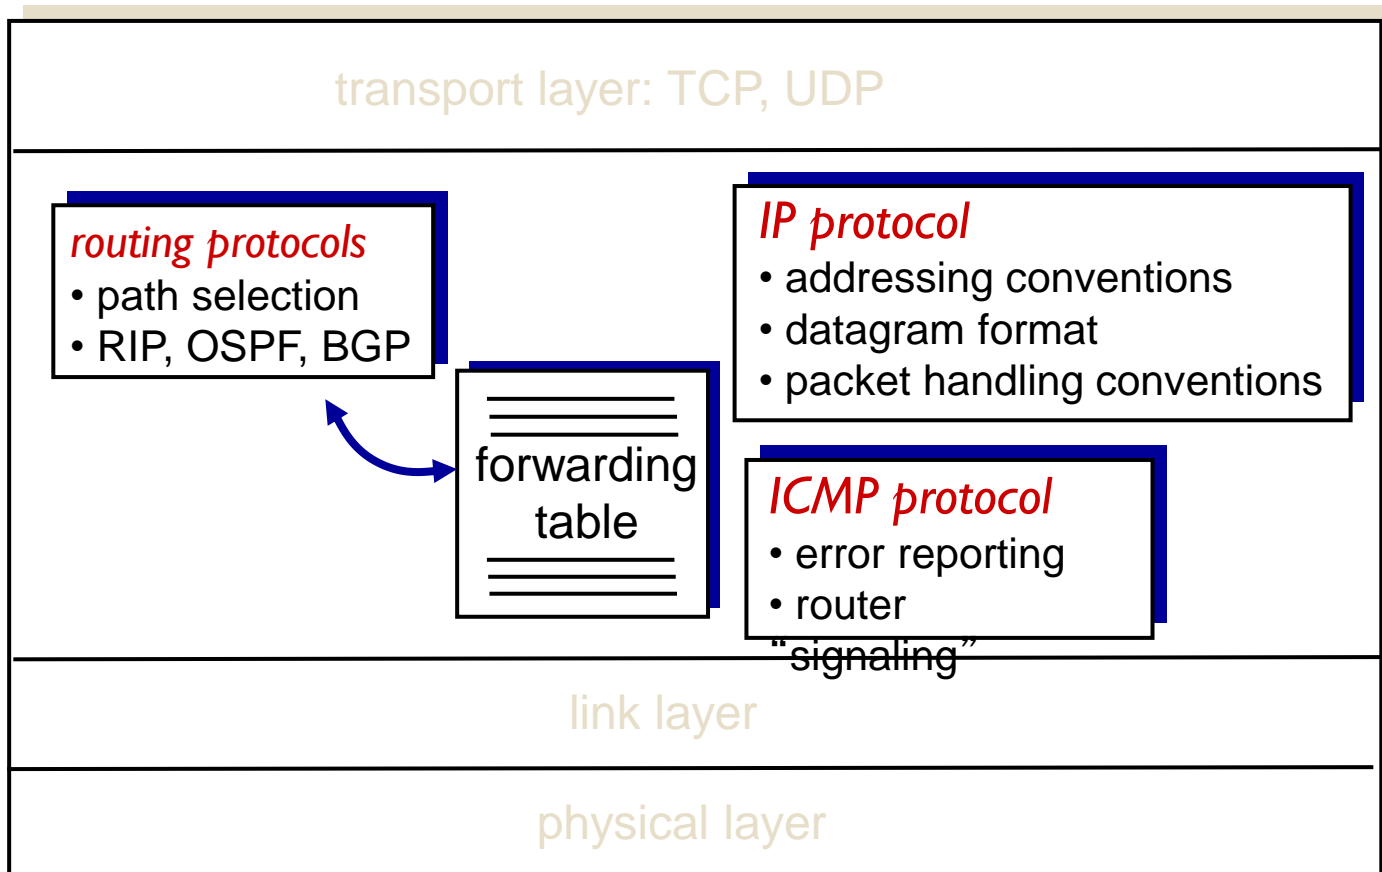 transport layer: TCP, UDP
routing protocols
• path selection
• RIP, OSPF, BGP
forwarding
table
IP protocol
• addressing conventions
• datagram format
• packet handling conventions
ICMP protocol
• error reporting
• router
“signaling”
link layer
physical layer